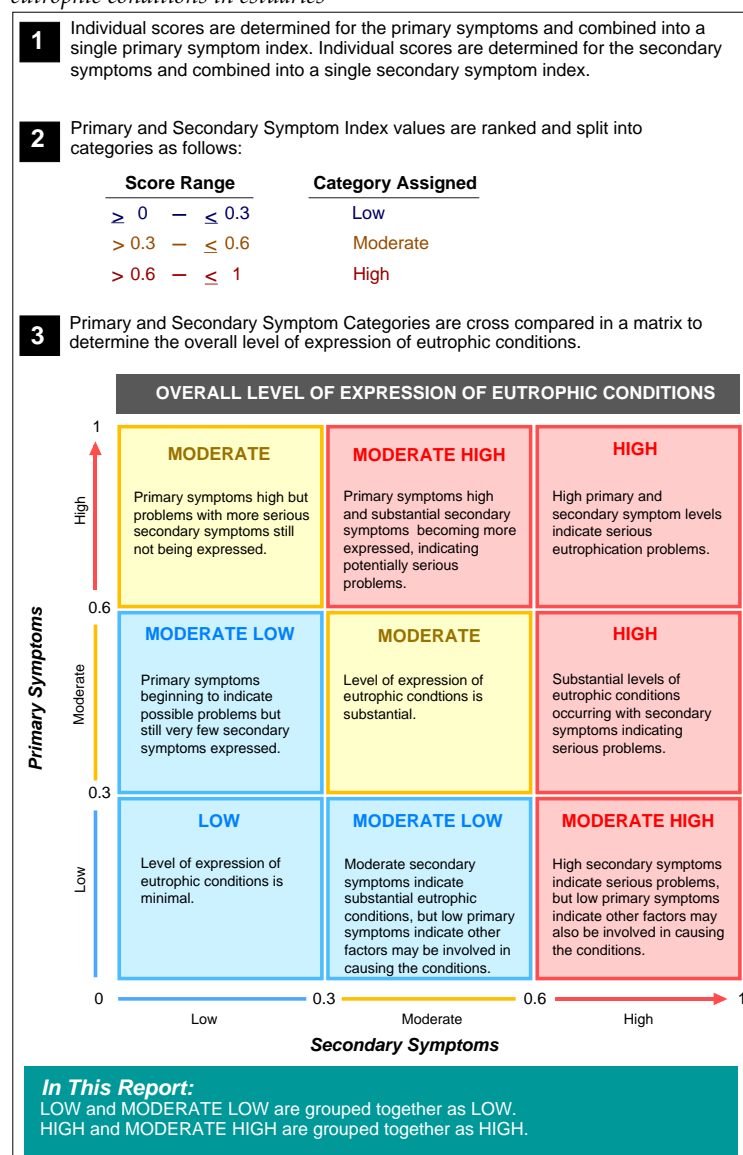 eutrophic conditions in estuaries
1
Individual scores are determined for the primary symptoms and combined into a
single primary symptom index. Individual scores are determined for the secondary
symptoms and combined into a single secondary symptom index.
2
Primary and Secondary Symptom Index values are ranked and split into
categories as follows:
Score Range Category Assigned
≥ 0 – ≤ 0.3 Low
> 0.3 – ≤ 0.6 Moderate
> 0.6 – ≤ 1 High
3
Primary and Secondary Symptom Categories are cross compared in a matrix to
determine the overall level of expression of eutrophic conditions.
OVERALL LEVEL OF EXPRESSION OF EUTROPHIC CONDITIONS
Primary Symptoms
1
High
0.6
Moderate
0.3
Low
MODERATE
Primary symptoms high but
problems with more serious
secondary symptoms still
not being expressed.
MODERATE HIGH
Primary symptoms high
and substantial secondary
symptoms becoming more
expressed, indicating
potentially serious
problems.
HIGH
High primary and
secondary symptom levels
indicate serious
eutrophication problems.
MODERATE LOW
Primary symptoms
beginning to indicate
possible problems but
still very few secondary
symptoms expressed.
MODERATE
Level of expression of
eutrophic condtions is
substantial.
HIGH
Substantial levels of
eutrophic conditions
occurring with secondary
symptoms indicating
serious problems.
LOW
Level of expression of
eutrophic conditions is
minimal.
MODERATE LOW
Moderate secondary
symptoms indicate
substantial eutrophic
conditions, but low primary
symptoms indicate other
factors may be involved in
causing the conditions.
MODERATE HIGH
High secondary symptoms
indicate serious problems,
but low primary symptoms
indicate other factors may
also be involved in causing
the conditions.
0 0.3 0.6 1
Low Moderate High
Secondary Symptoms
In This Report:
LOW and MODERATE LOW are grouped together as LOW.
HIGH and MODERATE HIGH are grouped together as HIGH.